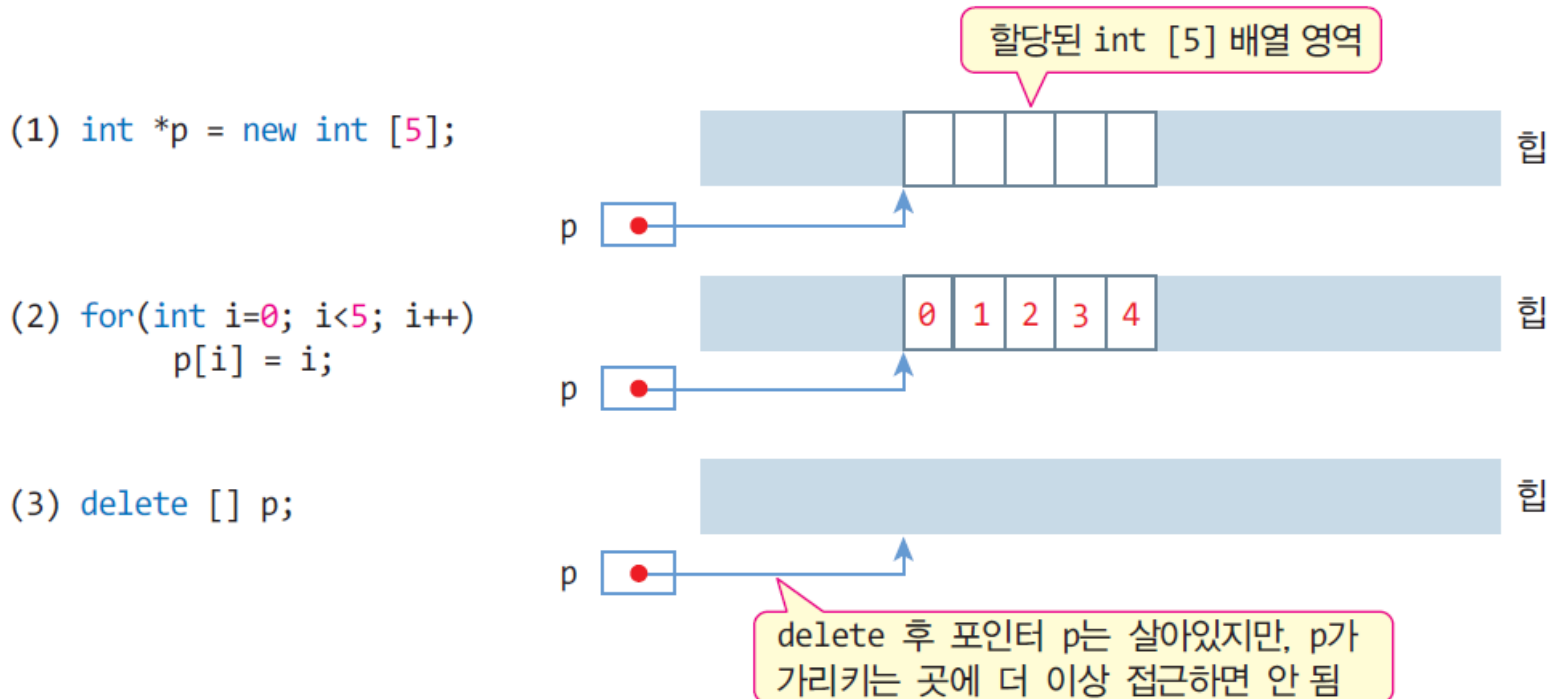 할당된 int [5] 배열 영역
(1) int *p = new int [5];
힙
p
(2) for(int i=0; i<5; i++)
p[i] = i;
0 1 2 3 4
힙
p
(3) delete [] p;
힙
p
delete 후 포인터 p는 살아있지만, p가
가리키는 곳에 더 이상 접근하면 안 됨